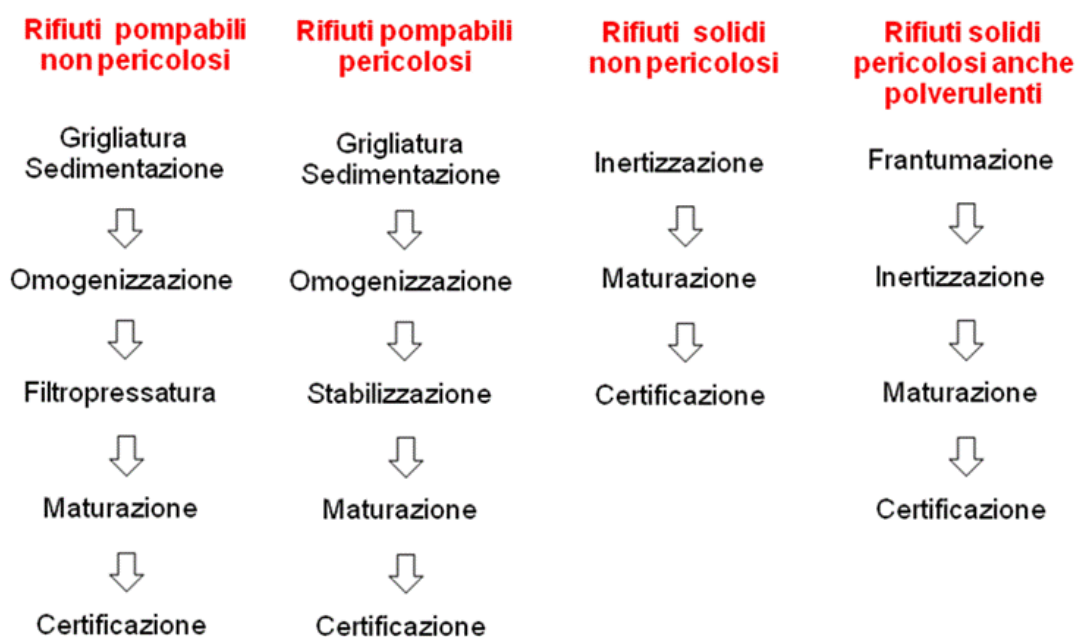 Rifiuti pompabili
non pericolosi
Grigliatura
Sedimentazione
Omogenizzazione
Filtropressatura
Maturazione
Certificazione
Rifiuti pompabili
pericolosi
Grigliatura
Sedimentazione
Omogenizzazione
Stabilizzazione
Maturazione
Certificazione
Rifiuti solidi
non pericolosi
Inertizzazione
Maturazione
Certificazione
Rifiuti solidi
pericolosi anche
polverulenti
Frantumazione
Inertizzazione
Maturazione
Certificazione